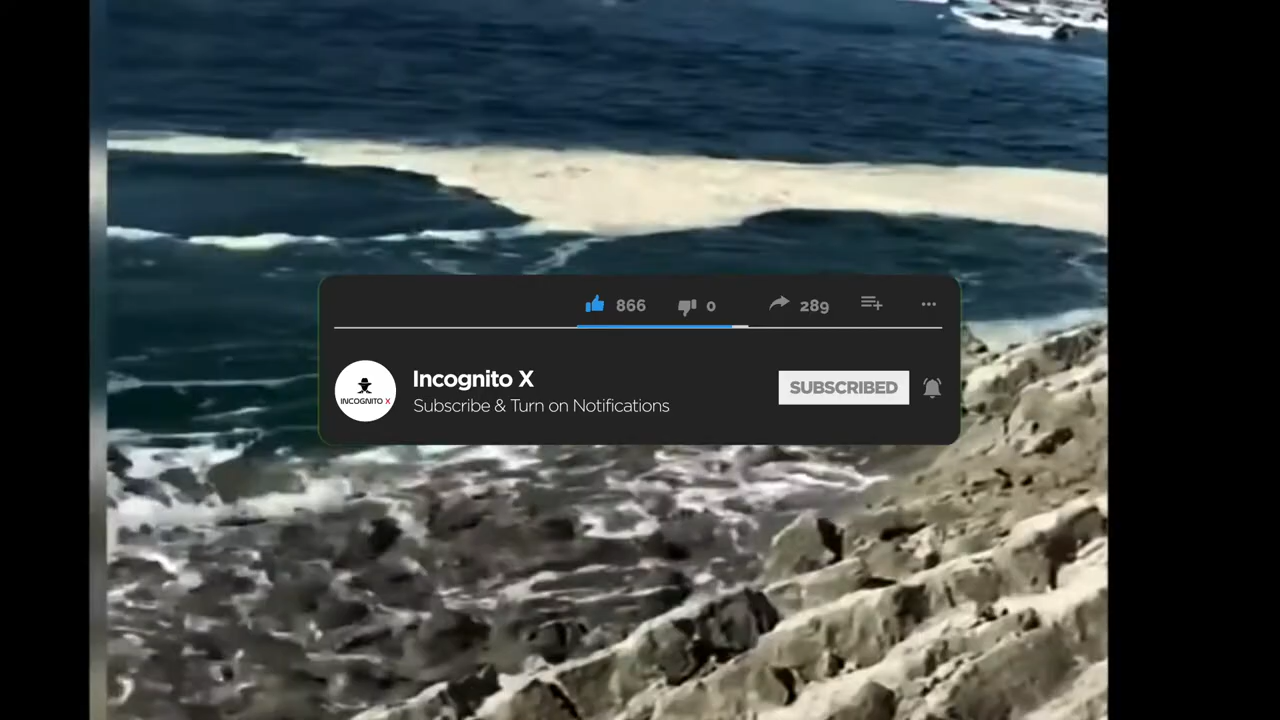 866 0 289
Incognito X
Subscribe & Turn on Notifications
SUBSCRIBED
INCOGNITO X